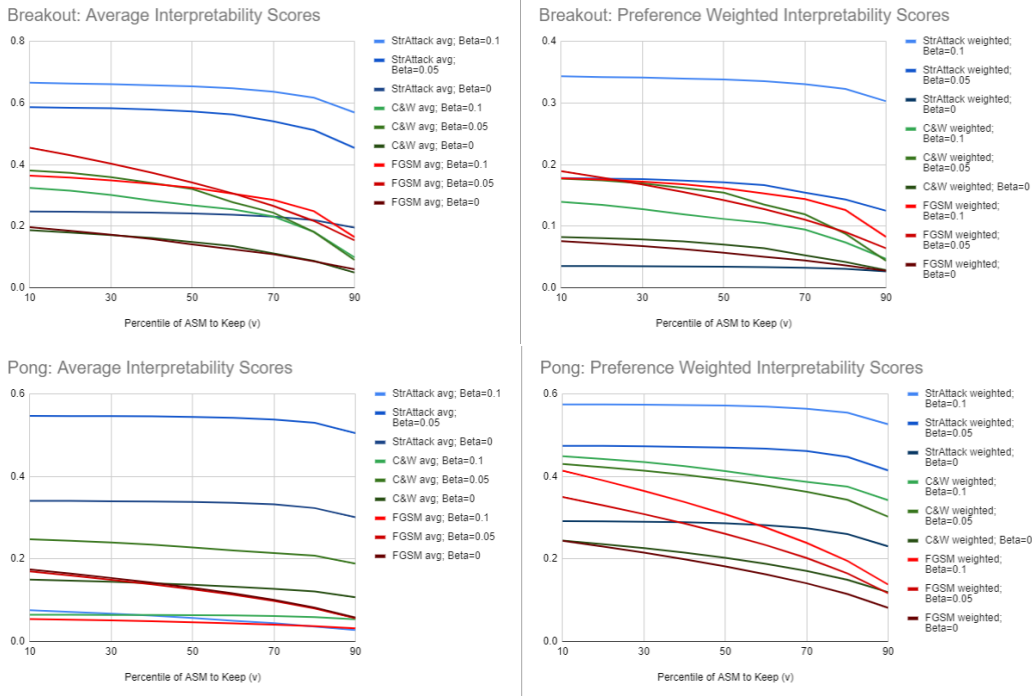 Breakout: Average Interpretability Scores
0.8
0.6
0.4
0.2
0.0
10
30
50
70
90
Percentile of ASM to Keep (v)
StrAttack avg; Beta=0.1
StrAttack avg;
Beta=0.05
StrAttack avg; Beta=0
C&W avg; Beta=0.1
C&W avg; Beta=0.05
C&W avg; Beta=0
FGSM avg; Beta=0.1
FGSM avg; Beta=0.05
FGSM avg; Beta=0
Breakout: Preference Weighted Interpretability Scores
0.4
0.3
0.2
0.1
0.0
10
30
50
70
90
Percentile of ASM to Keep (v)
StrAttack weighted;
Beta=0.1
StrAttack weighted;
Beta=0.05
StrAttack weighted;
Beta=0
C&W weighted;
Beta=0.1
C&W weighted;
Beta=0.05
C&W weighted; Beta=0
FGSM weighted;
Beta=0.1
FGSM weighted;
Beta=0.05
FGSM weighted;
Beta=0
Pong: Average Interpretability Scores
0.6
0.4
0.2
0.0
10
30
50
70
90
Percentile of ASM to Keep (v)
StrAttack avg; Beta=0.1
StrAttack avg;
Beta=0.05
StrAttack avg; Beta=0
C&W avg; Beta=0.1
C&W avg; Beta=0.05
C&W avg; Beta=0
FGSM avg; Beta=0.1
FGSM avg; Beta=0.05
FGSM avg; Beta=0
Pong: Preference Weighted Interpretability Scores
0.6
0.4
0.2
0.0
10
30
50
70
90
Percentile of ASM to Keep (v)
StrAttack weighted;
Beta=0.1
StrAttack weighted;
Beta=0.05
StrAttack weighted;
Beta=0
C&W weighted;
Beta=0.1
C&W weighted;
Beta=0.05
C&W weighted; Beta=0
FGSM weighted;
Beta=0.1
FGSM weighted;
Beta=0.05
FGSM weighted;
Beta=0